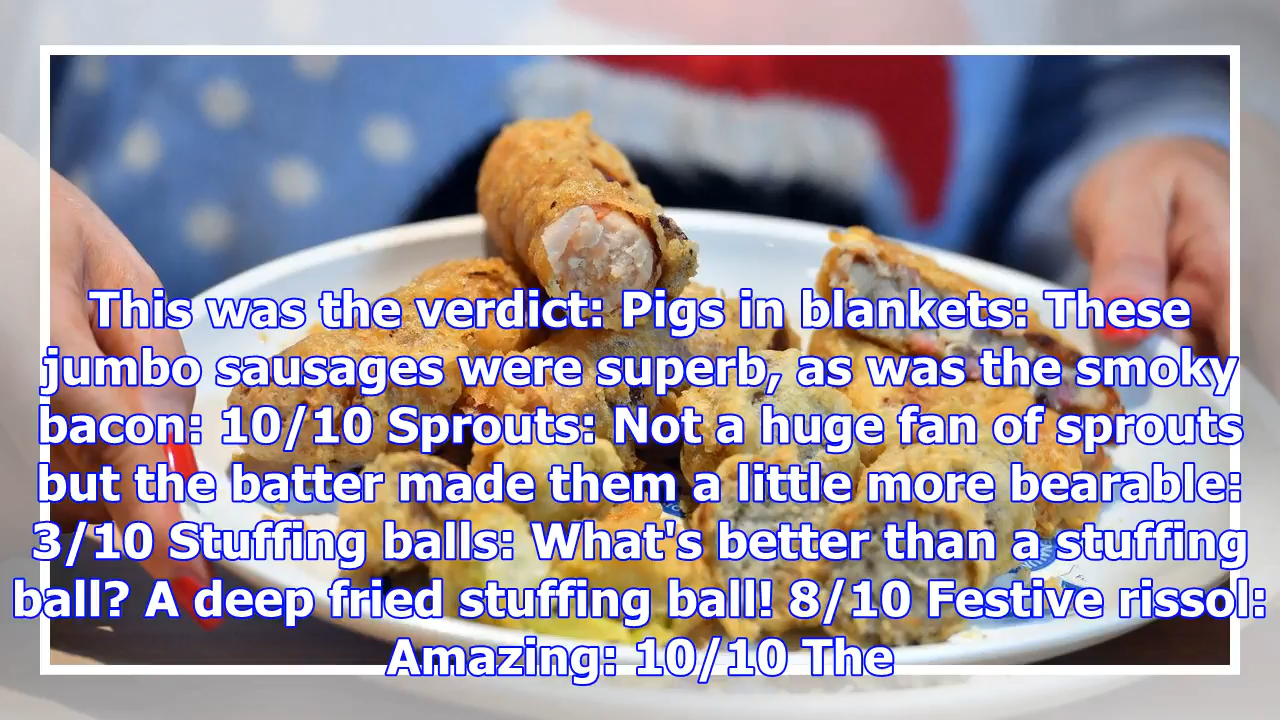 This was the verdict: Pigs in blankets: These
jumbo sausages were superb, as was the smoky
bacon: 10/10 Sprouts: Not a huge fan of sprouts
but the batter made them a little more bearable:
3/10 Stuffing balls: What's better than a stuffing
ball? A deep fried stuffing ball! 8/10 Festive rissol:
Amazing: 10/10 The